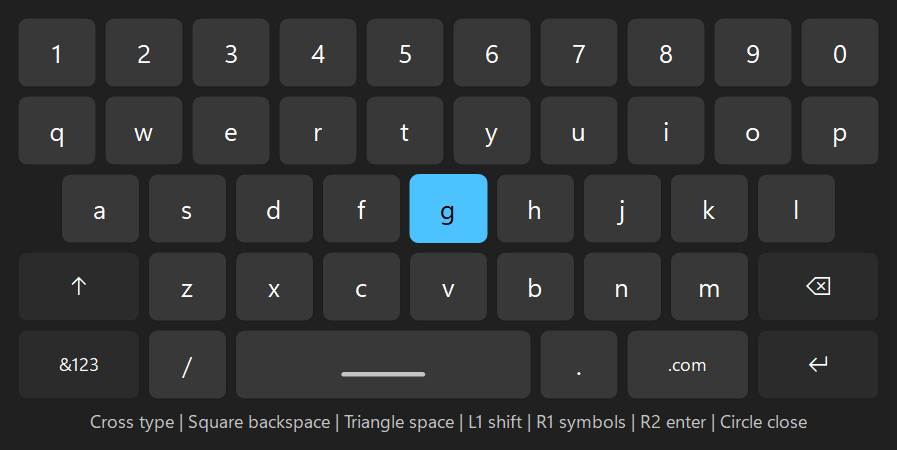 1 2 3 4 5 6 7 8 9 0
q w e r t y u i o p
a s d f g h j k l
↑ z x c v b n m ⌫
&123 / . .com ↵
Cross type | Square backspace | Triangle space | L1 shift | R1 symbols | R2 enter | Circle close